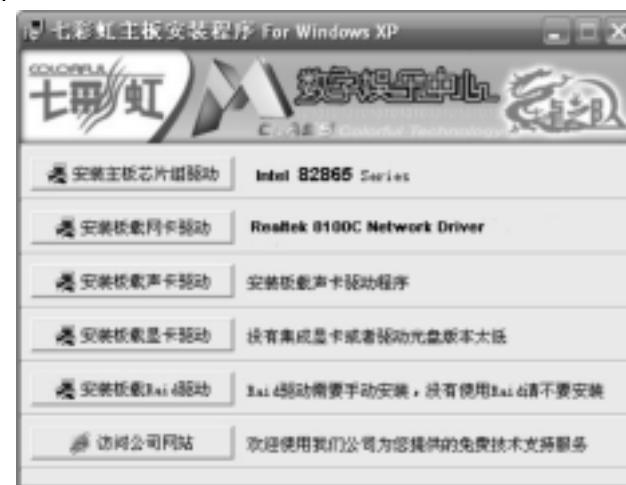 七彩虹主板安装程序 For Windows XP
COLORFUL
七彩虹
数字娱乐中心
Colorful Technology
之队
安装主板芯片组驱动 Intel 82865 Series
安装板载网卡驱动 Realtek 8100C Network Driver
安装板载声卡驱动 安装板载声卡驱动程序
安装板载显卡驱动 没有集成显卡或者驱动光盘版本太低
安装板载Raid驱动 Raid驱动需要手动安装，没有使用Raid请不要安装
访问公司网站 欢迎使用我们公司为您提供的免费技术支持服务